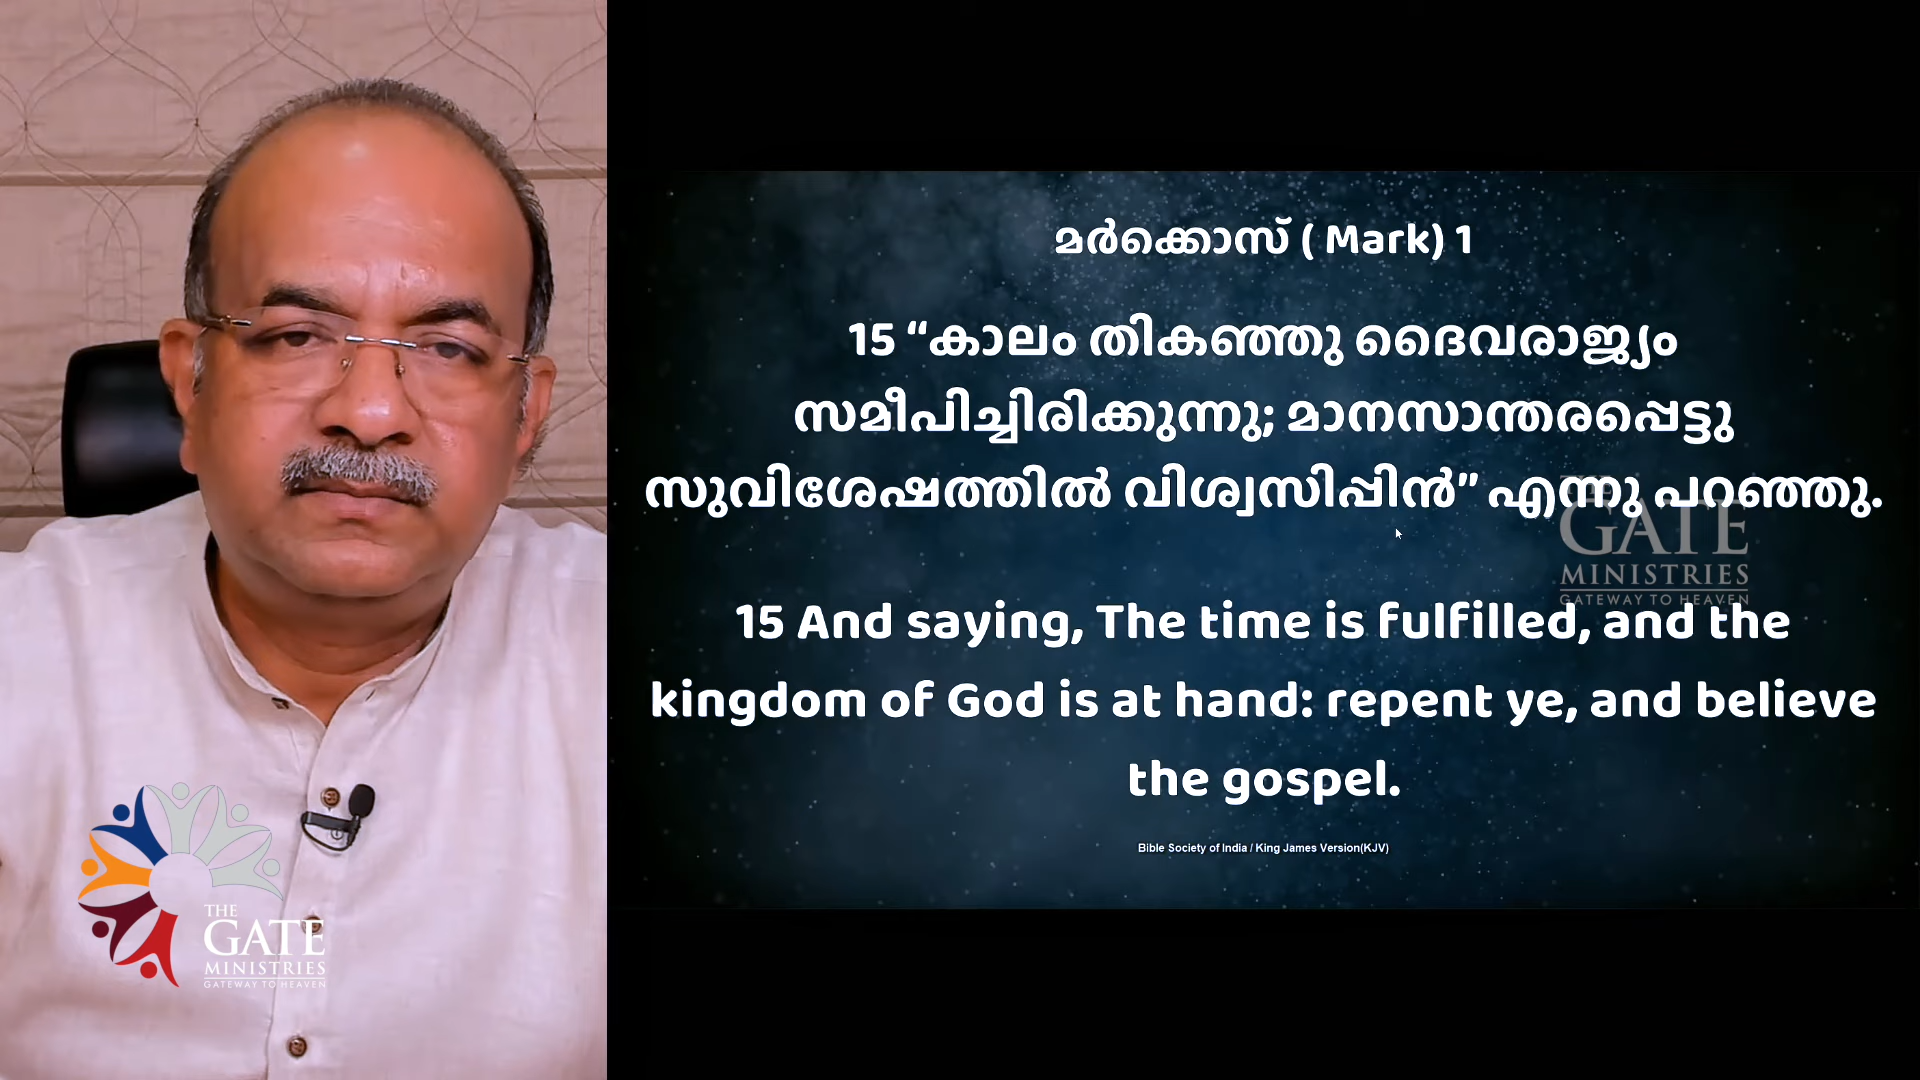 മർക്കൊസ് ( Mark) 1
15 “കാലം തികഞ്ഞു ദൈവരാജ്യം
സമീപിച്ചിരിക്കുന്നു; മാനസാന്തരപ്പെട്ടു
സുവിശേഷത്തിൽ വിശ്വസിപ്പിൻ” എന്നു പറഞ്ഞു.
THE
GATE
MINISTRIES
GATEWAY TO HEAVEN
15 And saying, The time is fulfilled, and the
kingdom of God is at hand: repent ye, and believe
the gospel.
Bible Society of India / King James Version(KJV)
THE
GATE
MINISTRIES
GATEWAY TO HEAVEN